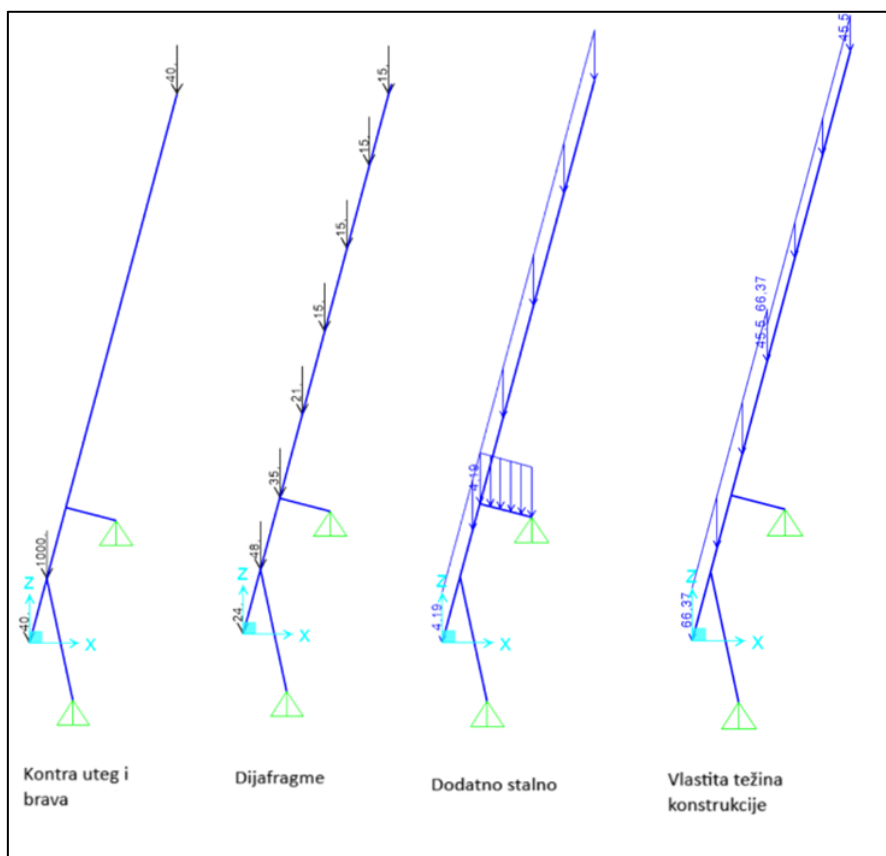 40.
1000.
40.
Z
X
Kontra uteg i
brava
15.
15.
15.
15.
21.
35.
48.
24.
Z
X
Dijafragme
4.19
4.19
Z
X
Dodatno stalno
45.5
45.5 66.37
66.37
Z
X
Vlastita težina
konstrukcije